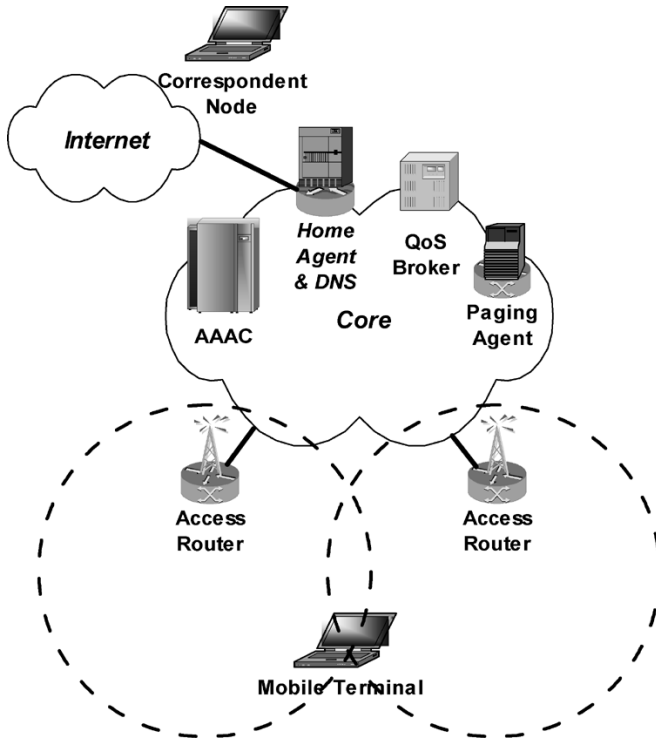 Correspondent
Node
Internet
Home
Agent
& DNS
QoS
Broker
AAAC
Core
Paging
Agent
Access
Router
Access
Router
Mobile Terminal